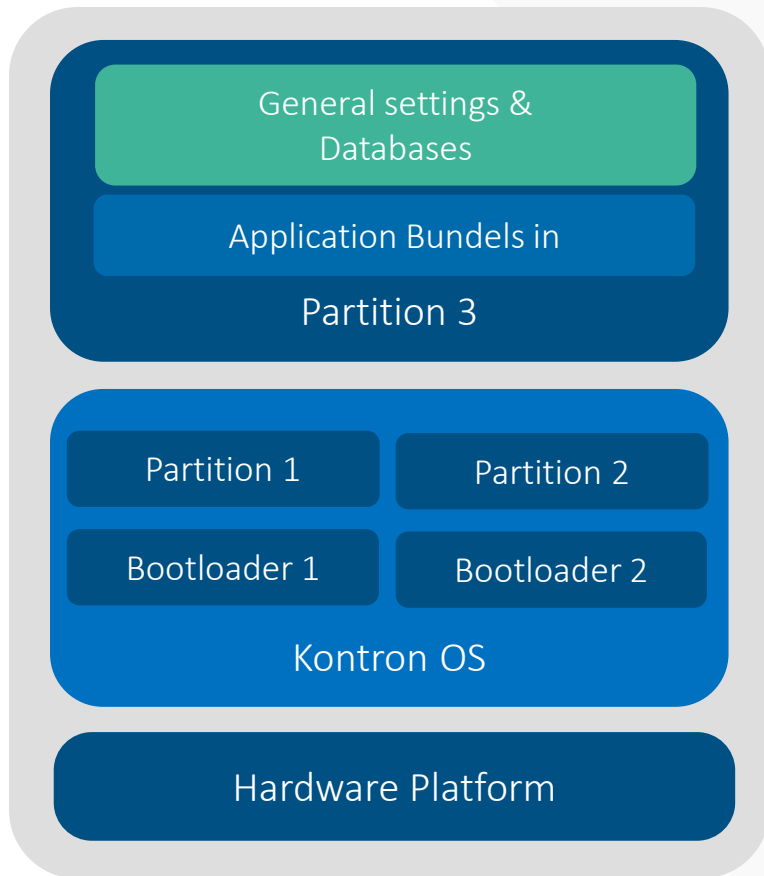 General settings &
Databases
Application Bundels in
Partition 3
Partition 1
Partition 2
Bootloader 1
Bootloader 2
Kontron OS
Hardware Platform